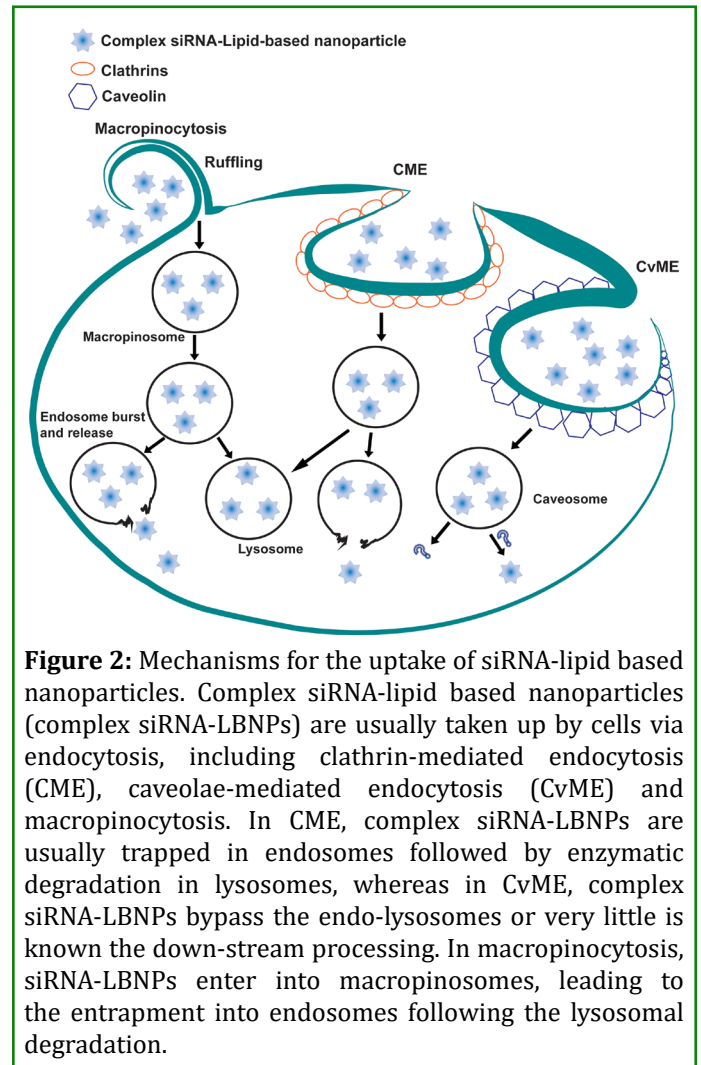 Complex siRNA-Lipid-based nanoparticle
Clathrins
Caveolin
Macropinocytosis
Ruffling
CME
CvME
Macropinosome
Endosome burst
and release
Lysosome
Caveosome
?
?
Figure 2: Mechanisms for the uptake of siRNA-lipid based
nanoparticles. Complex siRNA-lipid based nanoparticles
(complex siRNA-LBNPs) are usually taken up by cells via
endocytosis, including clathrin-mediated endocytosis
(CME), caveolae-mediated endocytosis (CvME) and
macropinocytosis. In CME, complex siRNA-LBNPs are
usually trapped in endosomes followed by enzymatic
degradation in lysosomes, whereas in CvME, complex
siRNA-LBNPs bypass the endo-lysosomes or very little is
known the down-stream processing. In macropinocytosis,
siRNA-LBNPs enter into macropinosomes, leading to
the entrapment into endosomes following the lysosomal
degradation.